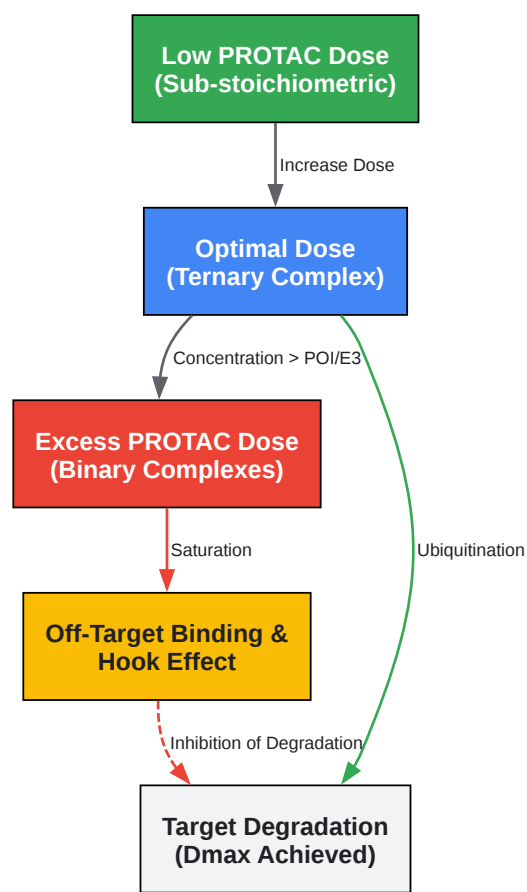 Low PROTAC Dose
(Sub-stoichiometric)
Increase Dose
Optimal Dose
(Ternary Complex)
Concentration > POI/E3
Excess PROTAC Dose
(Binary Complexes)
Saturation
Ubiquitination
Off-Target Binding &
Hook Effect
Inhibition of Degradation
Target Degradation
(Dmax Achieved)